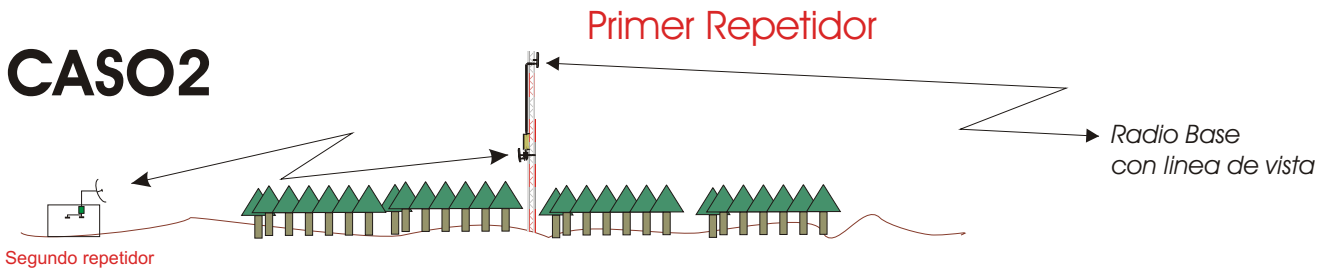 Primer Repetidor
CASO2
Radio Base
con linea de vista
Segundo repetidor